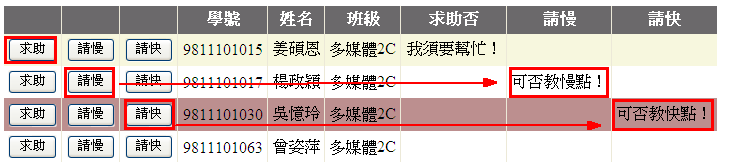 學號 姓名 班級 求助否 請慢 請快
求助 請慢 請快 9811101015 姜碩恩 多媒體2C 我須要幫忙！
求助 請慢 請快 9811101017 楊政穎 多媒體2C 可否教慢點！
求助 請慢 請快 9811101030 吳憶玲 多媒體2C 可否教快點！
求助 請慢 請快 9811101063 曾姿萍 多媒體2C